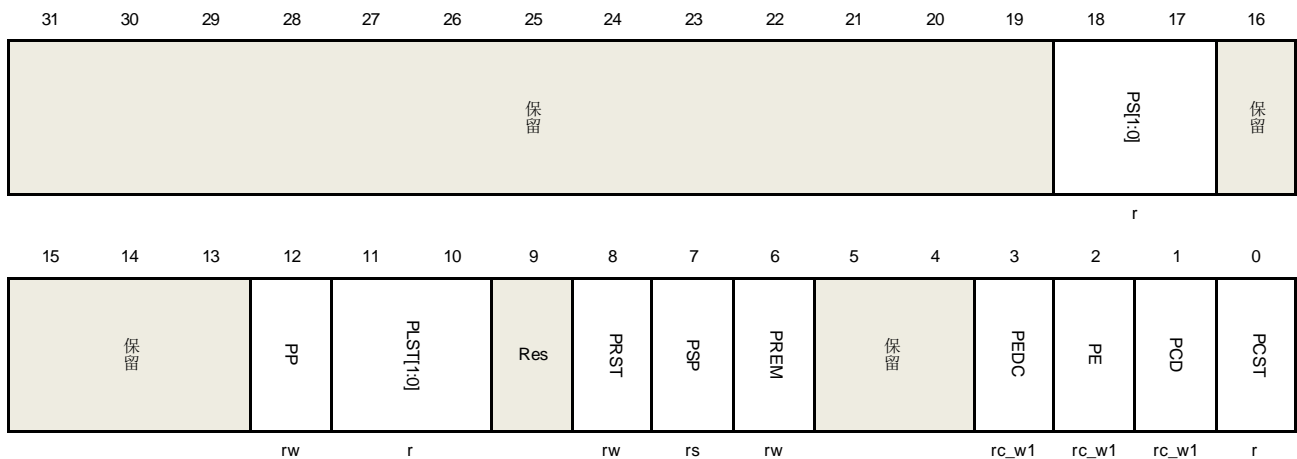 31 30 29 28 27 26 25 24 23 22 21 20 19 18 17 16
保留 PS[1:0] 保留
r
15 14 13 12 11 10 9 8 7 6 5 4 3 2 1 0
保留 PP PLST[1:0] Res PRST PSP PREM 保留 PEDC PE PCD PCST
rw r rw rs rw rc_w1 rc_w1 rc_w1 r